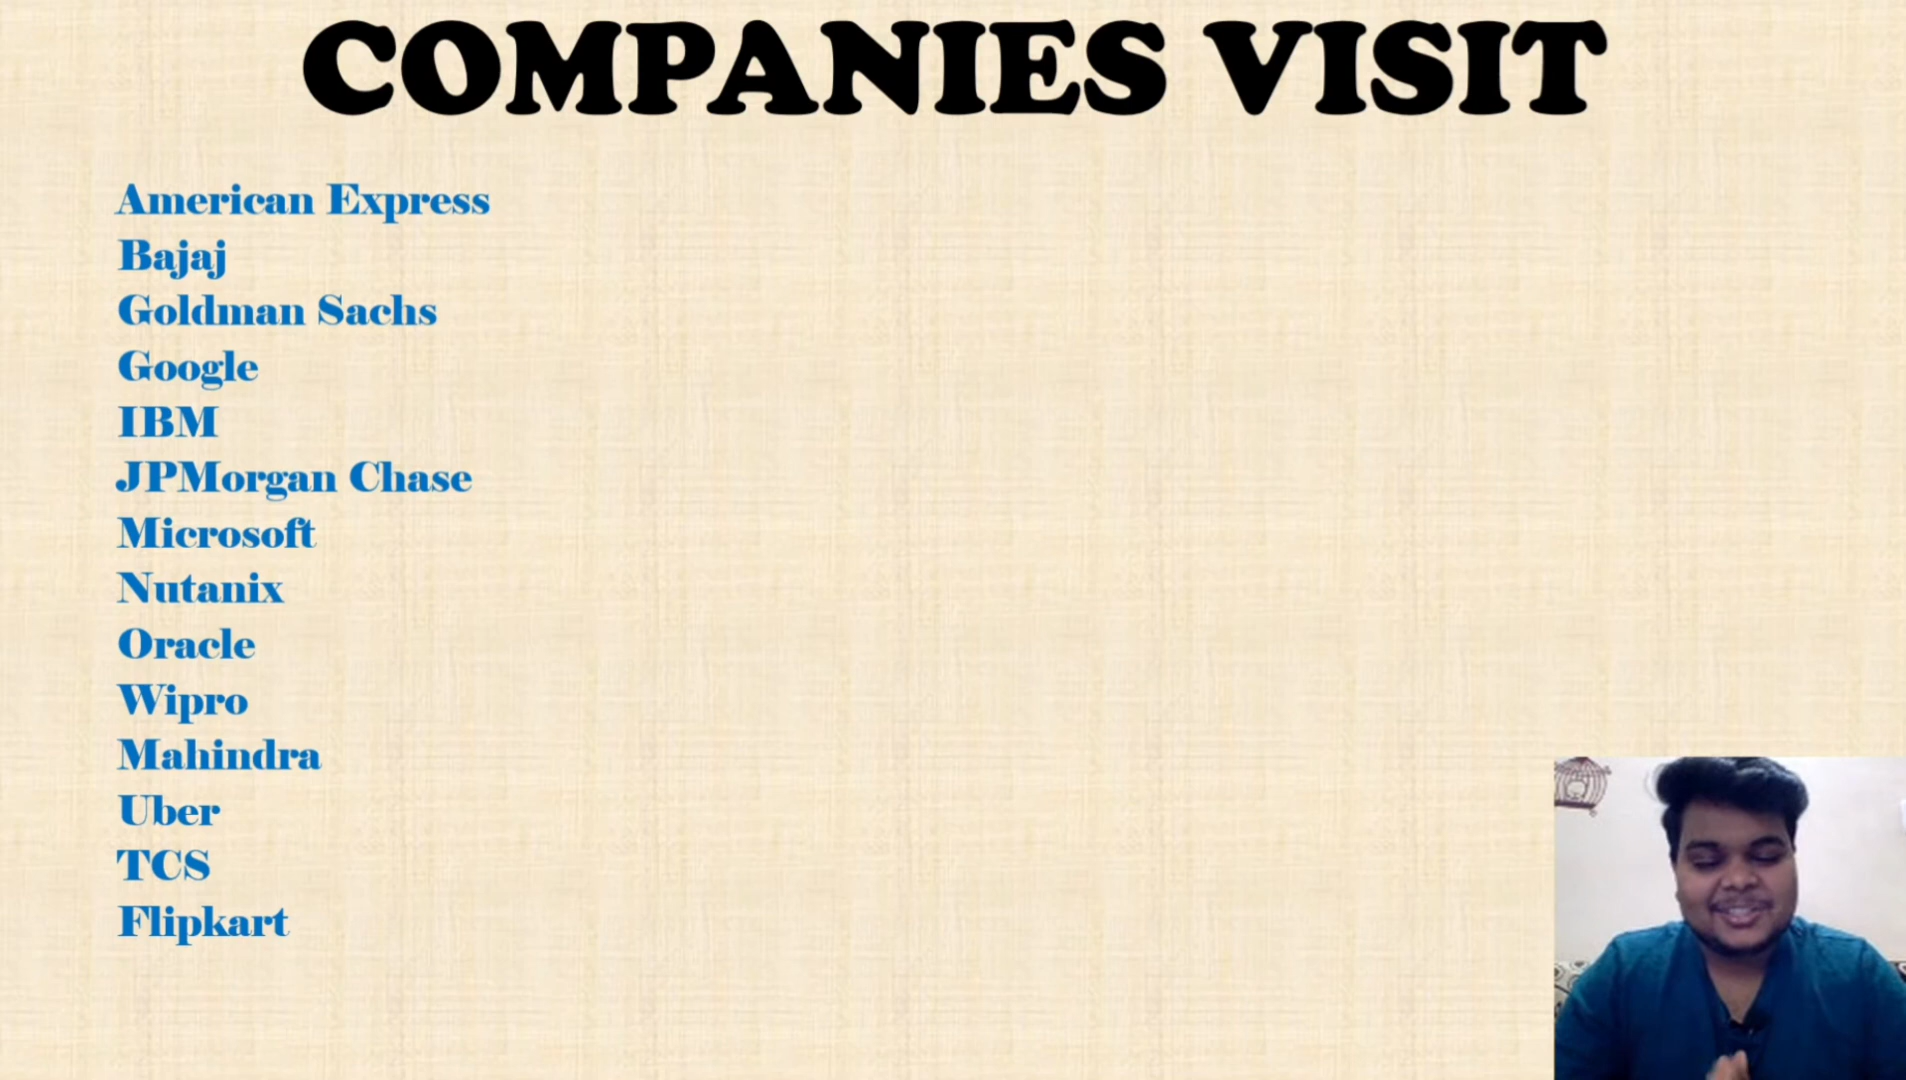 COMPANIES VISIT
American Express
Bajaj
Goldman Sachs
Google
IBM
JPMorgan Chase
Microsoft
Nutanix
Oracle
Wipro
Mahindra
Uber
TCS
Flipkart